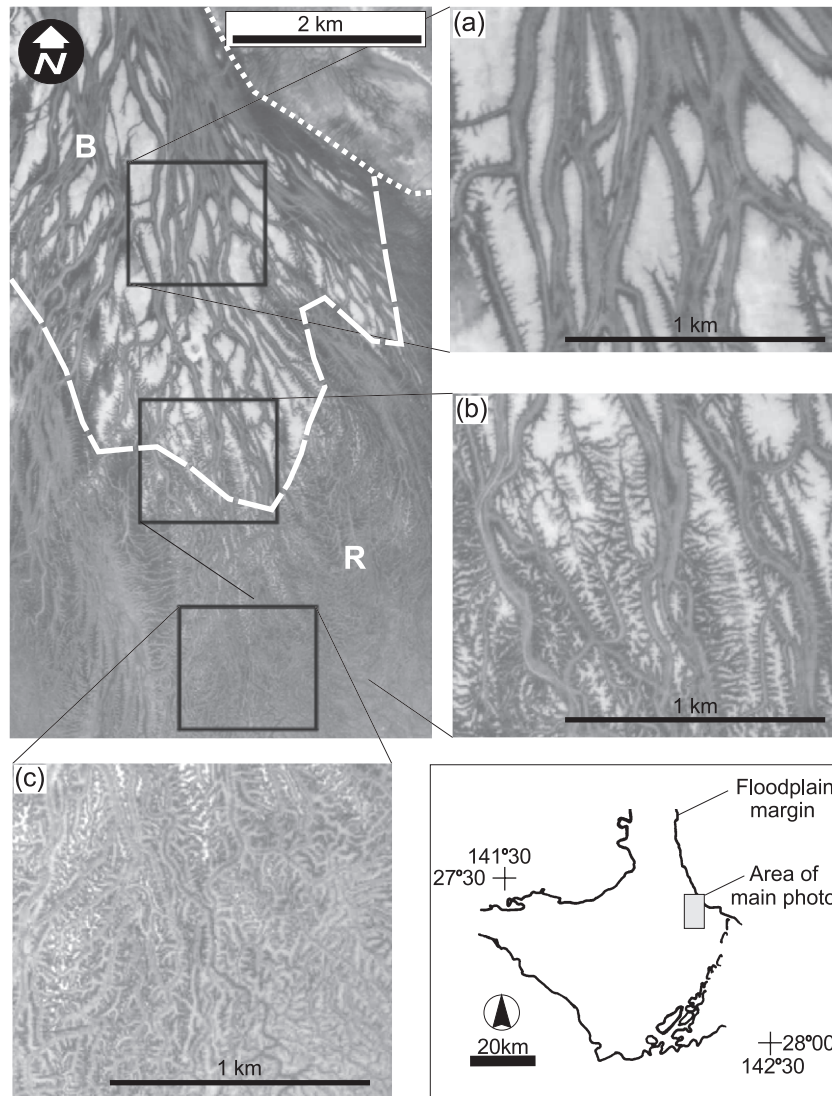 N
2 km
B
R
(a)
1 km
(b)
1 km
(c)
1 km
Floodplain
margin
141°30
27°30
Area of
main photo
20km
28°00
142°30